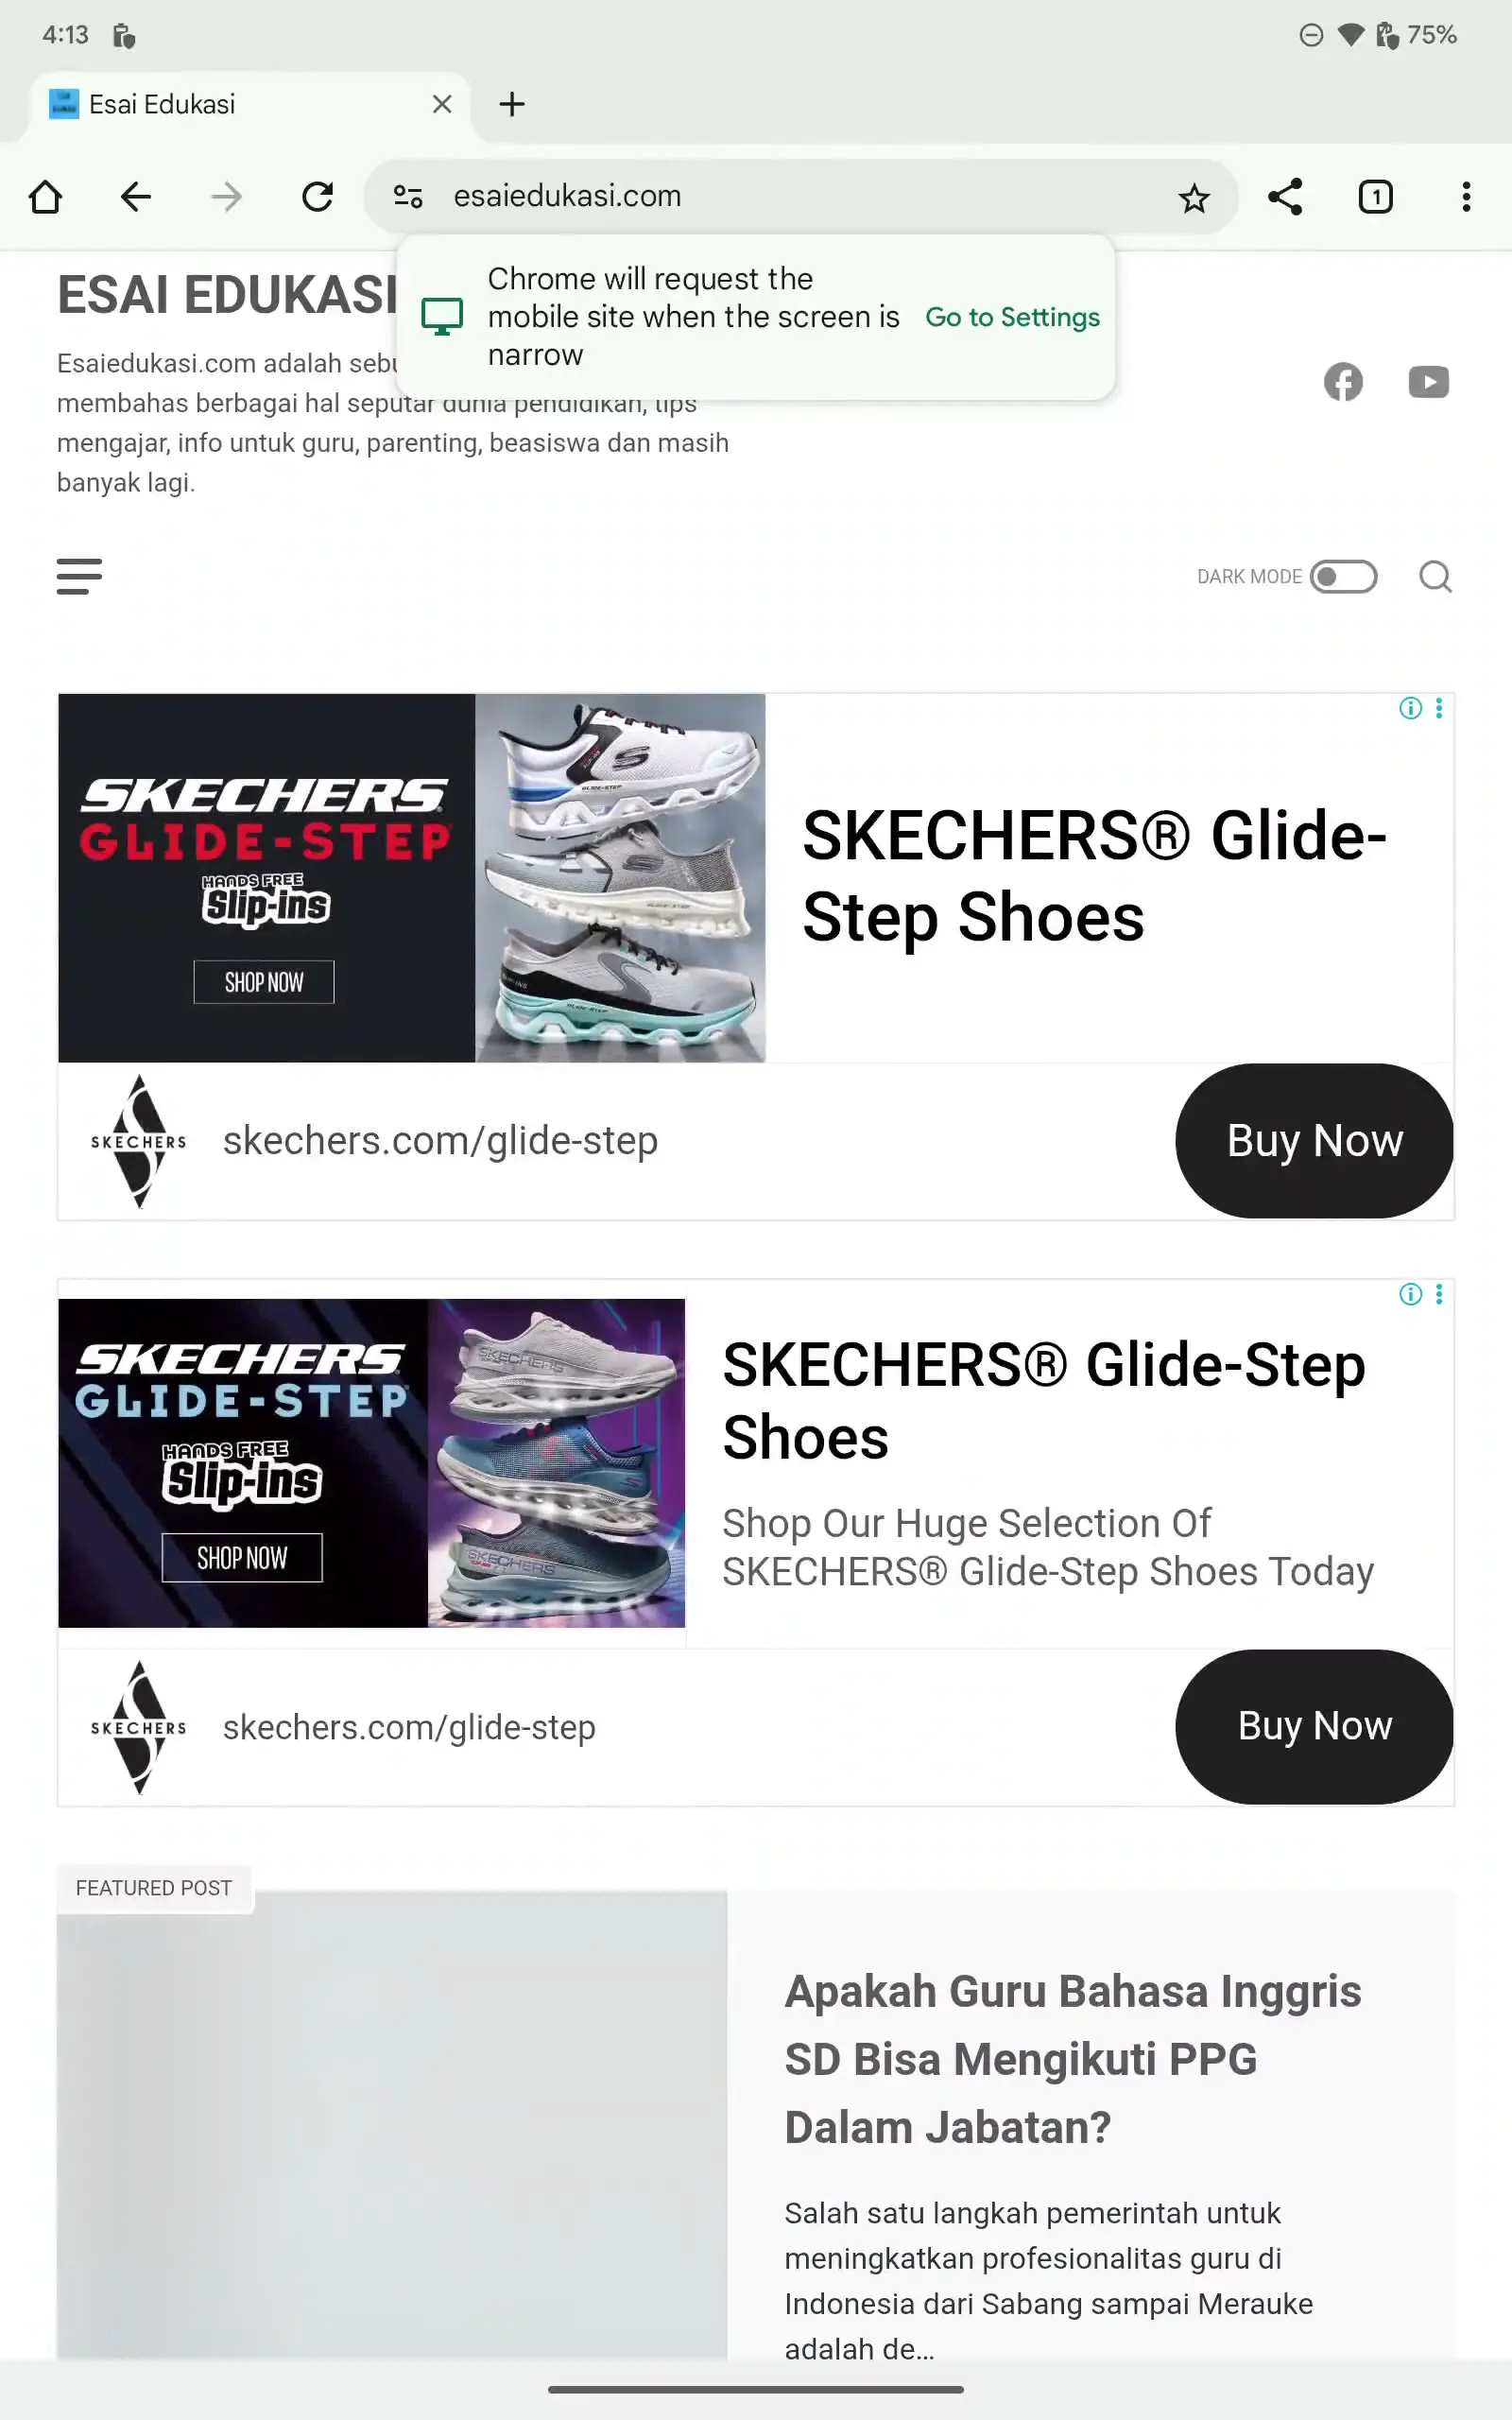 4:13
75%
Esai Edukasi
esaiedukasi.com
1
Chrome will request the
mobile site when the screen is
narrow
Go to Settings
ESAI EDUKASI
Esaiedukasi.com adalah
membahas berbagai hal seputar dunia pendidikan, tips
mengajar, info untuk guru, parenting, beasiswa dan masih
banyak lagi.
DARK MODE
SKECHERS
GLIDE-STEP
HANDS FREE
Slip-ins
SHOP NOW
SKECHERS® Glide-
Step Shoes
SKECHERS
skechers.com/glide-step
Buy Now
SKECHERS
GLIDE-STEP
HANDS FREE
Slip-ins
SHOP NOW
SKECHERS
SKECHERS
SKECHERS® Glide-Step
Shoes
Shop Our Huge Selection Of
SKECHERS® Glide-Step Shoes Today
SKECHERS
skechers.com/glide-step
Buy Now
FEATURED POST
Apakah Guru Bahasa Inggris
SD Bisa Mengikuti PPG
Dalam Jabatan?
Salah satu langkah pemerintah untuk
meningkatkan profesionalitas guru di
Indonesia dari Sabang sampai Merauke
adalah de...